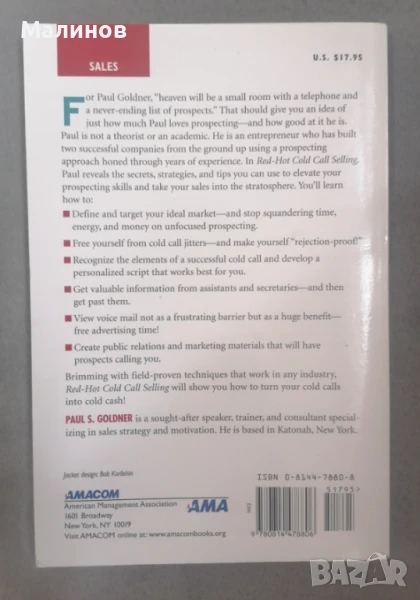 Малинов
U.S. $17.95
SALES
For Paul Goldner, "heaven will be a small room with a telephone and
a never-ending list of prospects." That should give you an idea of
just how much Paul loves prospecting—and how good at it he is.
Paul is not a theorist or an academic. He is an entrepreneur who has built
two successful companies from the ground up using a prospecting
approach honed through years of experience. In Red-Hot Cold Call Selling,
Paul reveals the secrets, strategies, and tips you can use to elevate your
prospecting skills and take your sales into the stratosphere. You'll learn
how to:
■ Define and target your ideal market—and stop squandering time,
energy, and money on unfocused prospecting.
■ Free yourself from cold call jitters—and make yourself "rejection-proof!"
■ Recognize the elements of a successful cold call and develop a
personalized script that works best for you.
■ Get valuable information from assistants and secretaries—and then
get past them.
■ View voice mail not as a frustrating barrier but as a huge benefit—
free advertising time!
■ Create public relations and marketing materials that will have
prospects calling you.
Brimming with field-proven techniques that work in any industry,
Red-Hot Cold Call Selling will show you how to turn your cold calls
into cold cash!
PAUL S. GOLDNER is a sought-after speaker, trainer, and consultant special-
izing in sales strategy and motivation. He is based in Katonah, New York.
Jacket design: Bob
ISBN 0-8144-7880-8
51795
AMACOM
American Management Association
1601 Broadway
New York, NY 10019
Visit AMACOM online at: www.amacombooks.org
AMA
9 780814 478806
BAZAR